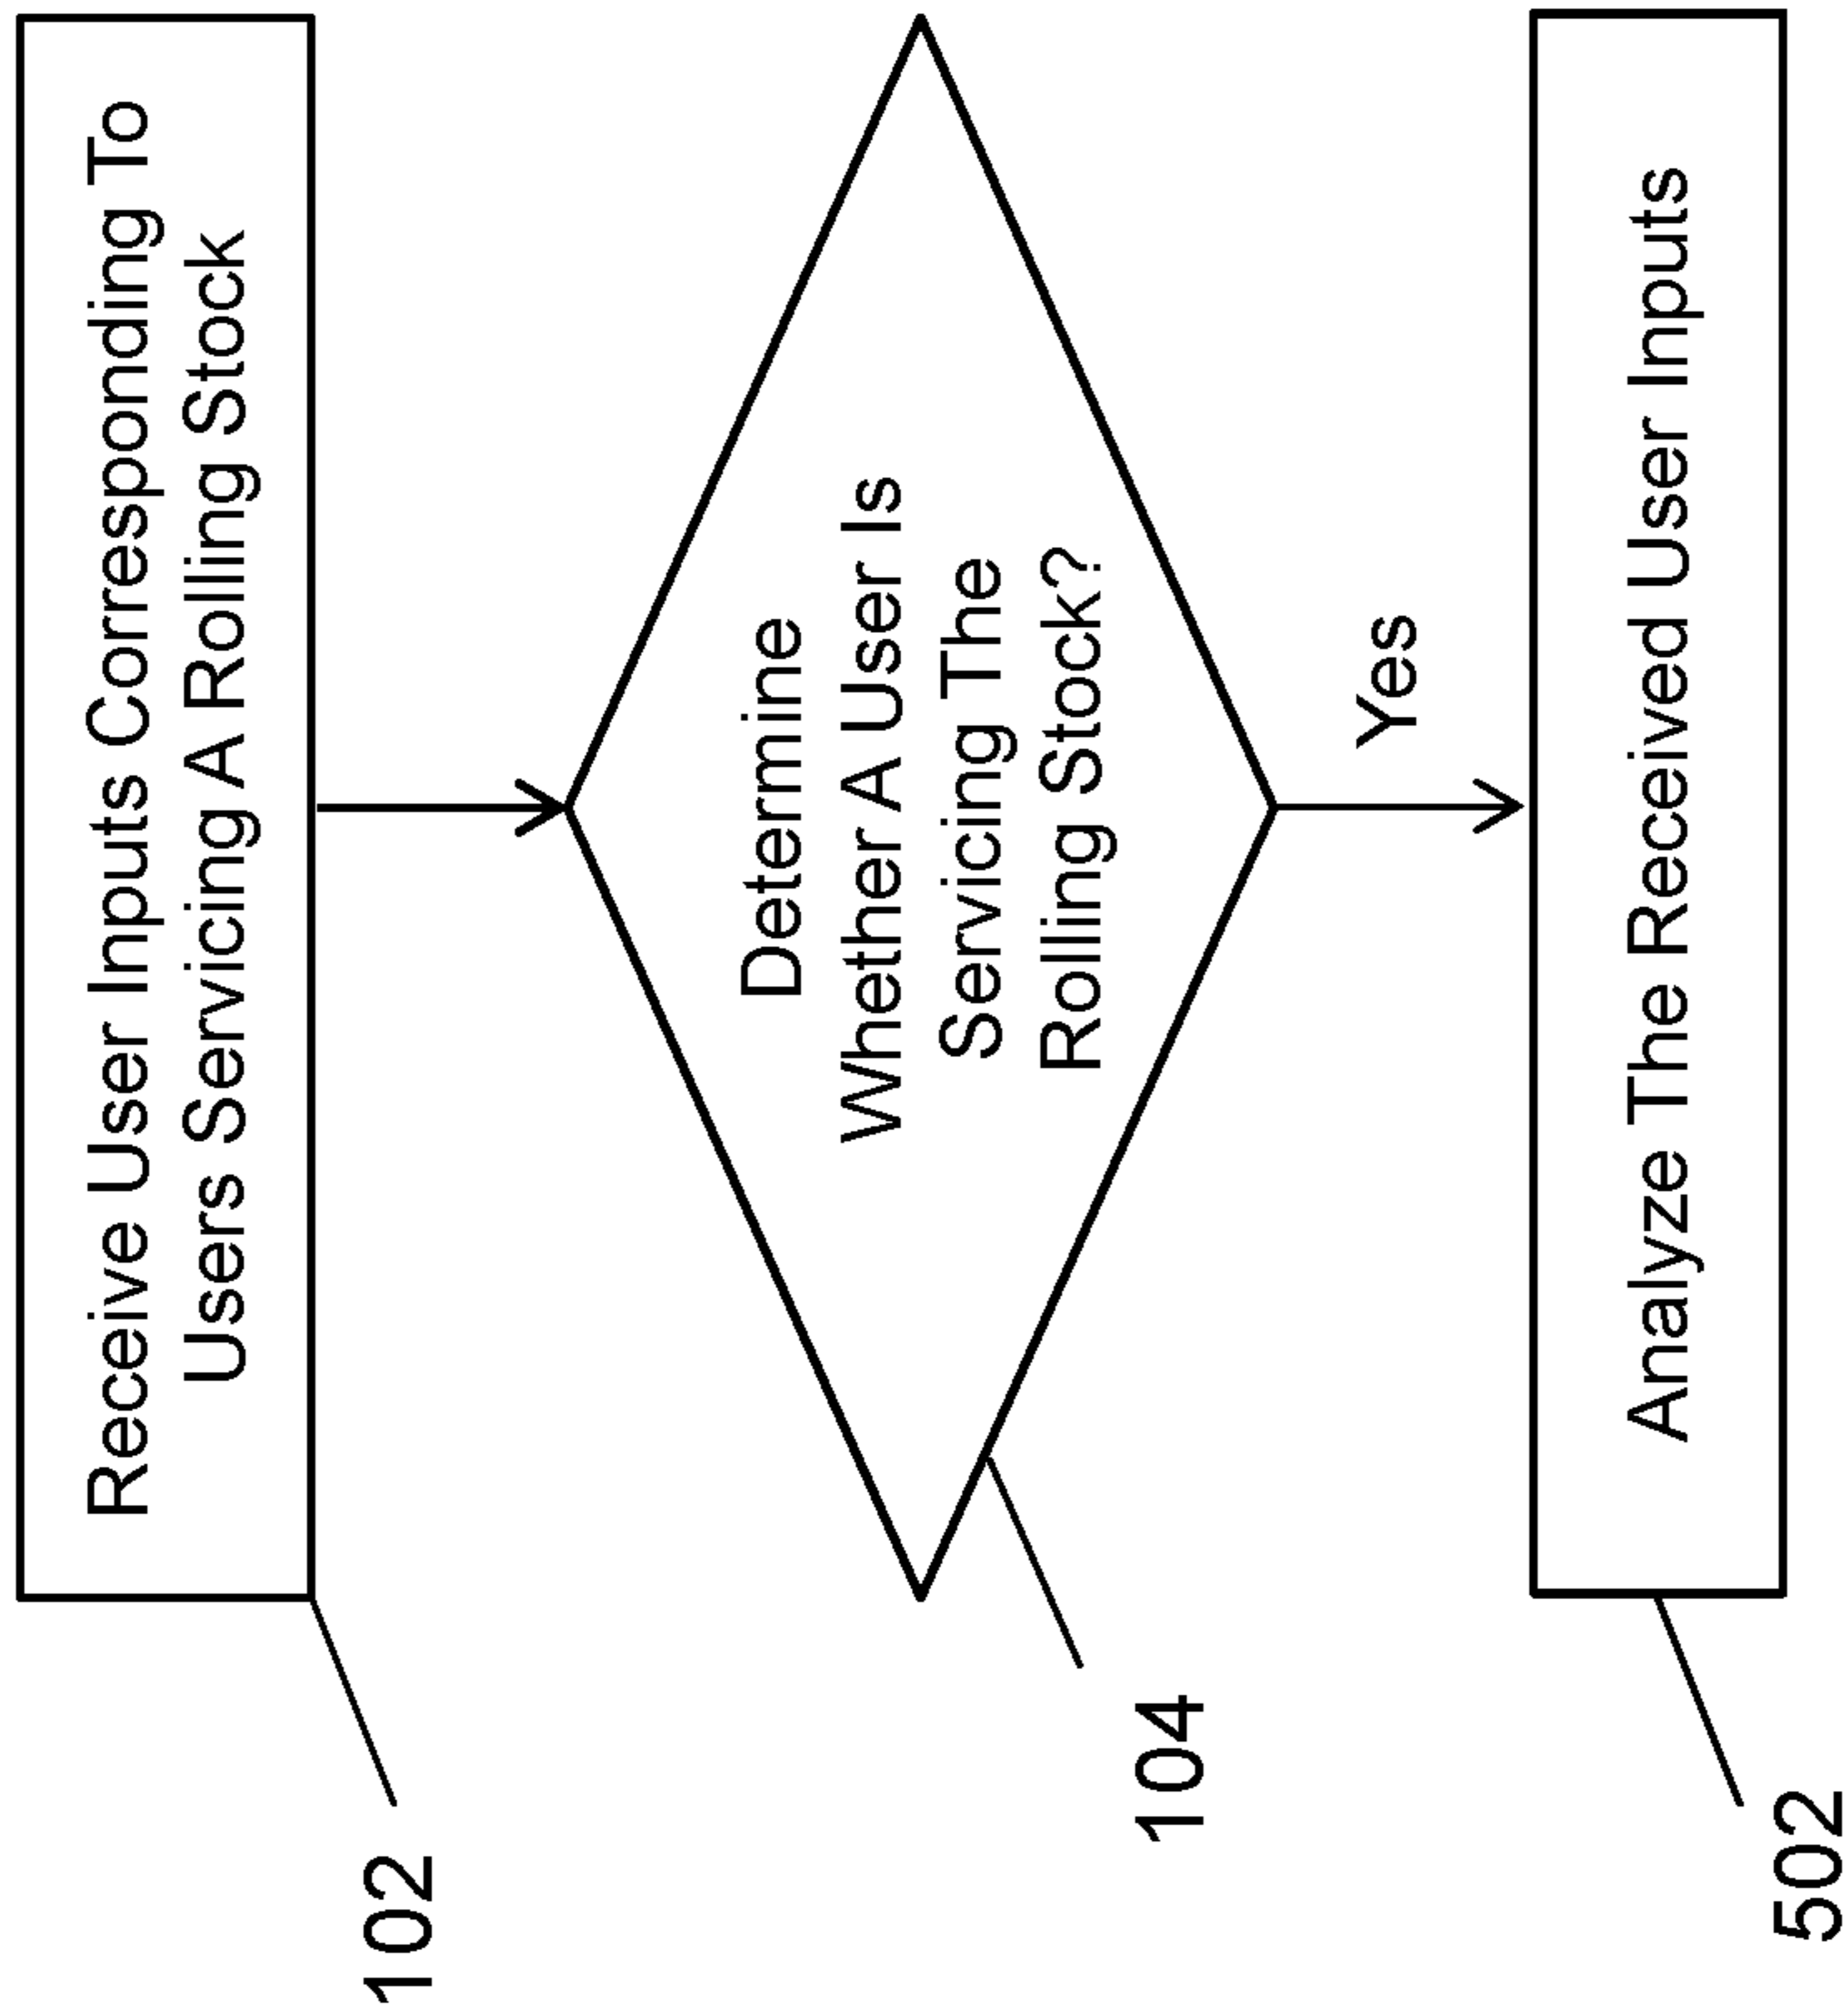 Receive User Inputs Corresponding To
Users Servicing A Rolling Stock
102
Determine
Whether A User Is
Servicing The
Rolling Stock?
104
Yes
Analyze The Received User Inputs
502